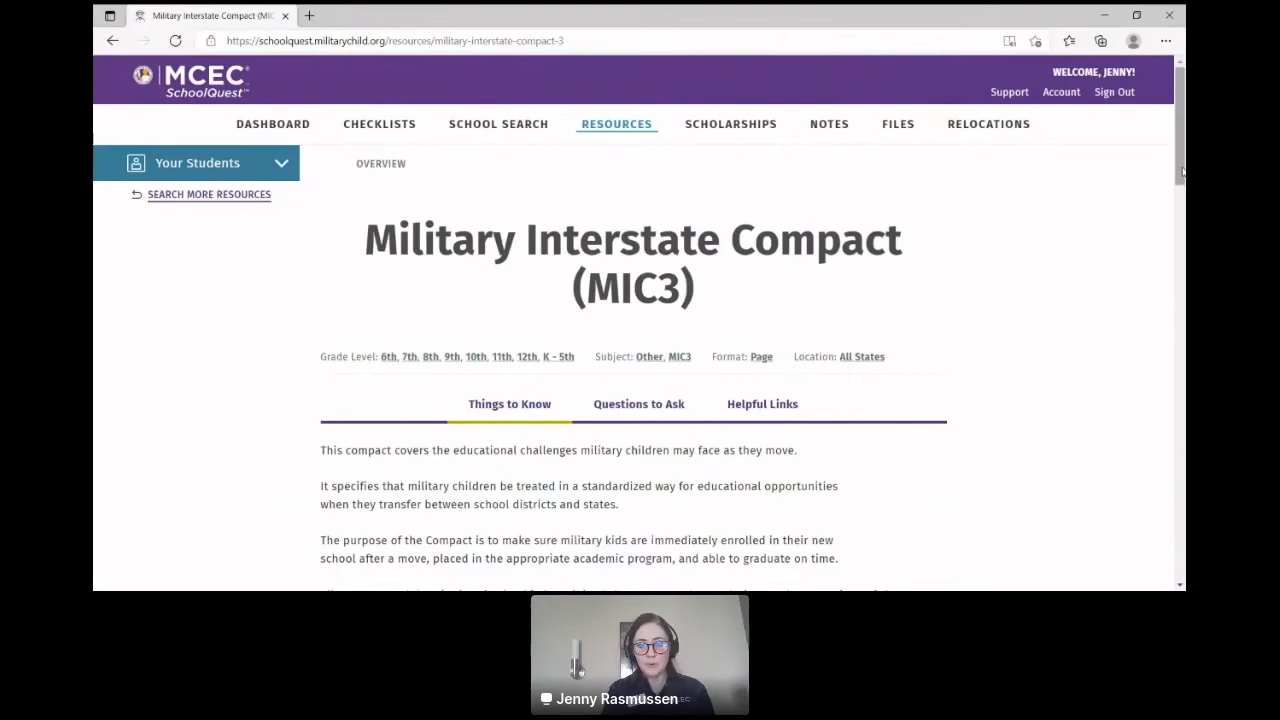 Military Interstate Compact (MIC
https://schoolquest.militarychild.org/resources/military-interstate-compact-3
MCEC
SchoolQuest™
WELCOME, JENNY!
Support Account Sign Out
DASHBOARD CHECKLISTS SCHOOL SEARCH RESOURCES SCHOLARSHIPS NOTES FILES RELOCATIONS
Your Students
OVERVIEW
SEARCH MORE RESOURCES
Military Interstate Compact
(MIC3)
Grade Level: 6th, 7th, 8th, 9th, 10th, 11th, 12th, K - 5th Subject: Other, MIC3 Format: Page Location: All States
Things to Know Questions to Ask Helpful Links
This compact covers the educational challenges military children may face as they move.
It specifies that military children be treated in a standardized way for educational opportunities
when they transfer between school districts and states.
The purpose of the Compact is to make sure military kids are immediately enrolled in their new
school after a move, placed in the appropriate academic program, and able to graduate on time.
Jenny Rasmussen